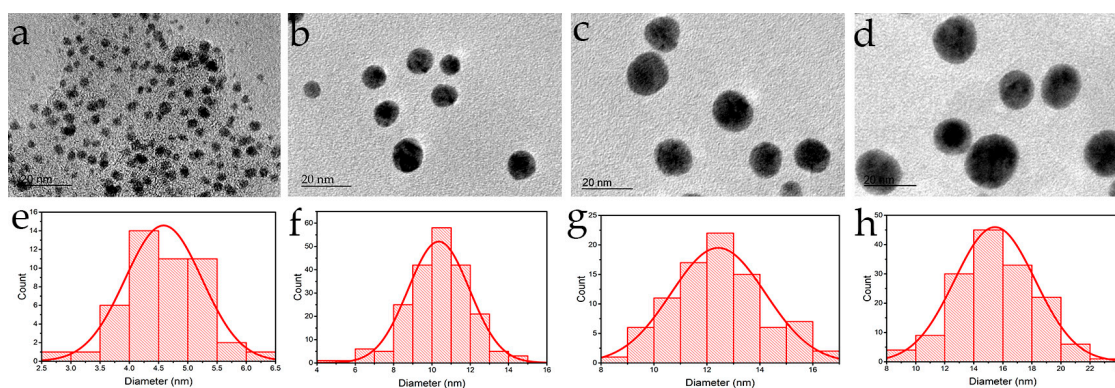 a
b
c
d
20 nm
20 nm
20 nm
20 nm
e
f
g
h
16
14
12
10
8
6
4
2
0
Count
2.5 3.0 3.5 4.0 4.5 5.0 5.5 6.0 6.5
Diameter (nm)
60
50
40
30
20
10
0
Count
4 6 8 10 12 14 16
Diameter (nm)
25
20
15
10
5
0
Count
8 10 12 14 16
Diameter (nm)
50
40
30
20
10
0
Count
8 10 12 14 16 18 20 22
Diameter (nm)